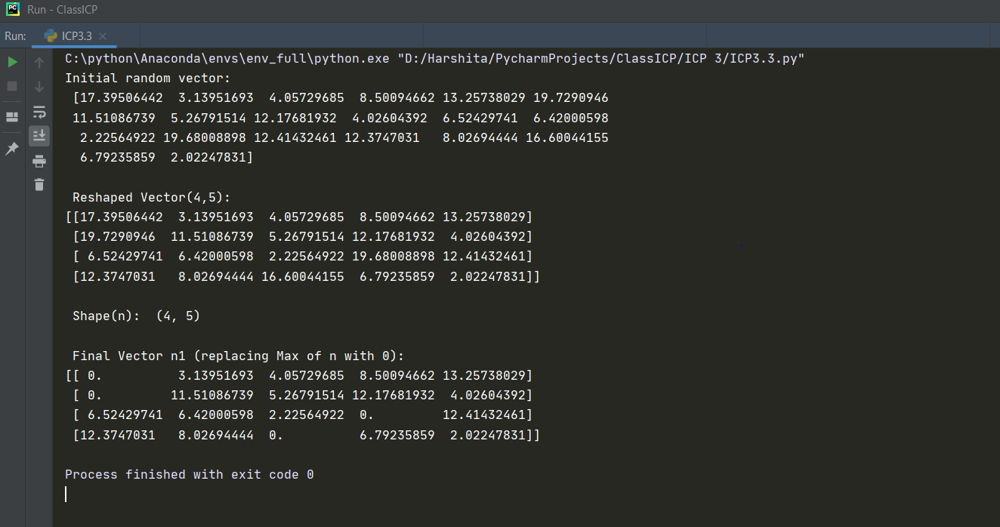 PC Run - ClassICP
Run: ICP3.3
C:\python\Anaconda\envs\env_full\python.exe "D:/Harshita/PycharmProjects/ClassICP/ICP 3/ICP3.3.py"
Initial random vector:
 [17.39506442  3.13951693  4.05729685  8.50094662 13.25738029 19.7290946
 11.51086739  5.26791514 12.17681932  4.02604392  6.52429741  6.42000598
  2.22564922 19.68008898 12.41432461 12.3747031   8.02694444 16.60044155
  6.79235859  2.02247831]
 Reshaped Vector(4,5):
[[17.39506442  3.13951693  4.05729685  8.50094662 13.25738029]
 [19.7290946  11.51086739  5.26791514 12.17681932  4.02604392]
 [ 6.52429741  6.42000598  2.22564922 19.68008898 12.41432461]
 [12.3747031   8.02694444 16.60044155  6.79235859  2.02247831]]
 Shape(n):  (4, 5)
 Final Vector n1 (replacing Max of n with 0):
[[ 0.          3.13951693  4.05729685  8.50094662 13.25738029]
 [ 0.         11.51086739  5.26791514 12.17681932  4.02604392]
 [ 6.52429741  6.42000598  2.22564922  0.         12.41432461]
 [12.3747031   8.02694444  0.          6.79235859  2.02247831]]
Process finished with exit code 0